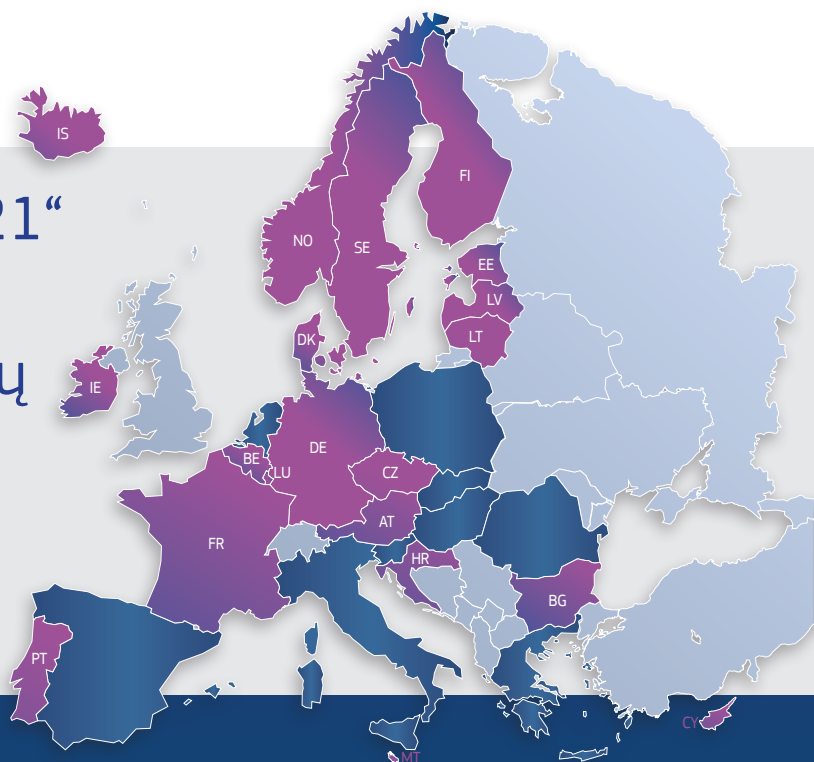 IS
21“
FI
NO
SE
EE
LV
LT
DK
ų
IE
DE
BE
LU
CZ
AT
FR
HR
BG
PT
CY
MT